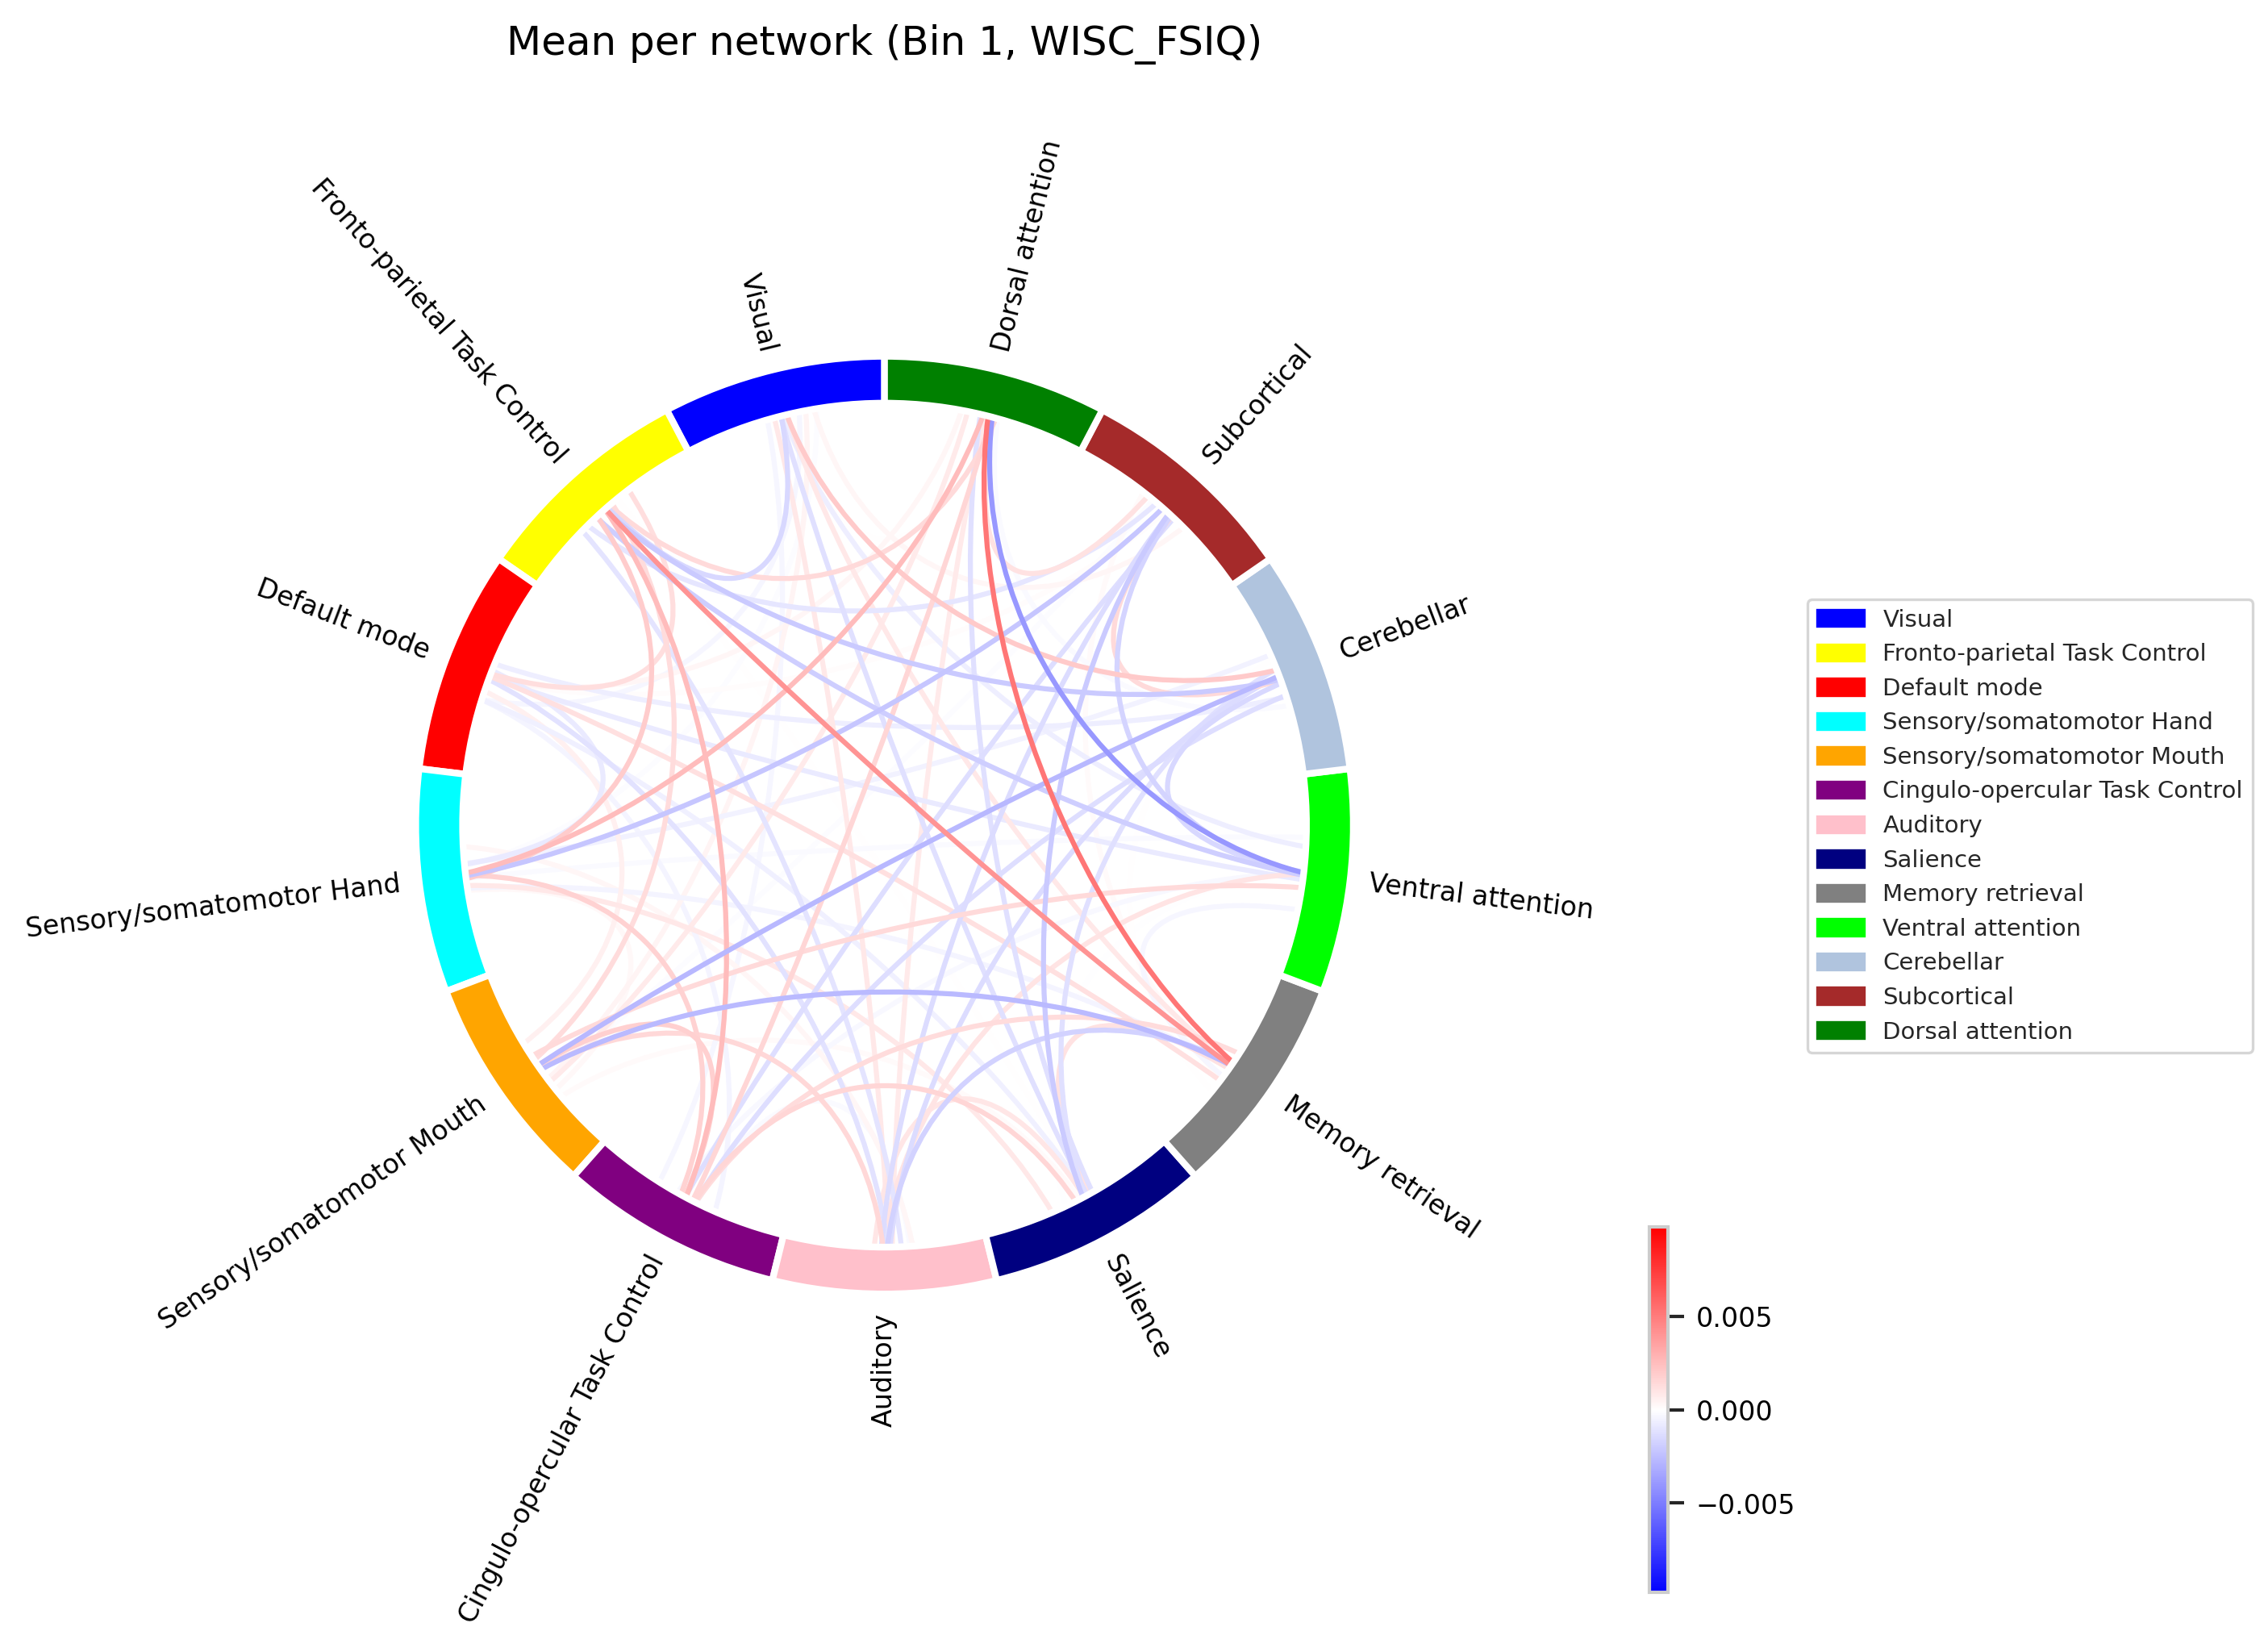 Mean per network (Bin 1, WISC_FSIQ)
Dorsal attention
Visual
Fronto-parietal Task Control
Subcortical
Default mode
Cerebellar
Sensory/somatomotor Hand
Ventral attention
Sensory/somatomotor Mouth
Memory retrieval
Cingulo-opercular Task Control
Auditory
Salience
Visual
Fronto-parietal Task Control
Default mode
Sensory/somatomotor Hand
Sensory/somatomotor Mouth
Cingulo-opercular Task Control
Auditory
Salience
Memory retrieval
Ventral attention
Cerebellar
Subcortical
Dorsal attention
0.005
0.000
−0.005